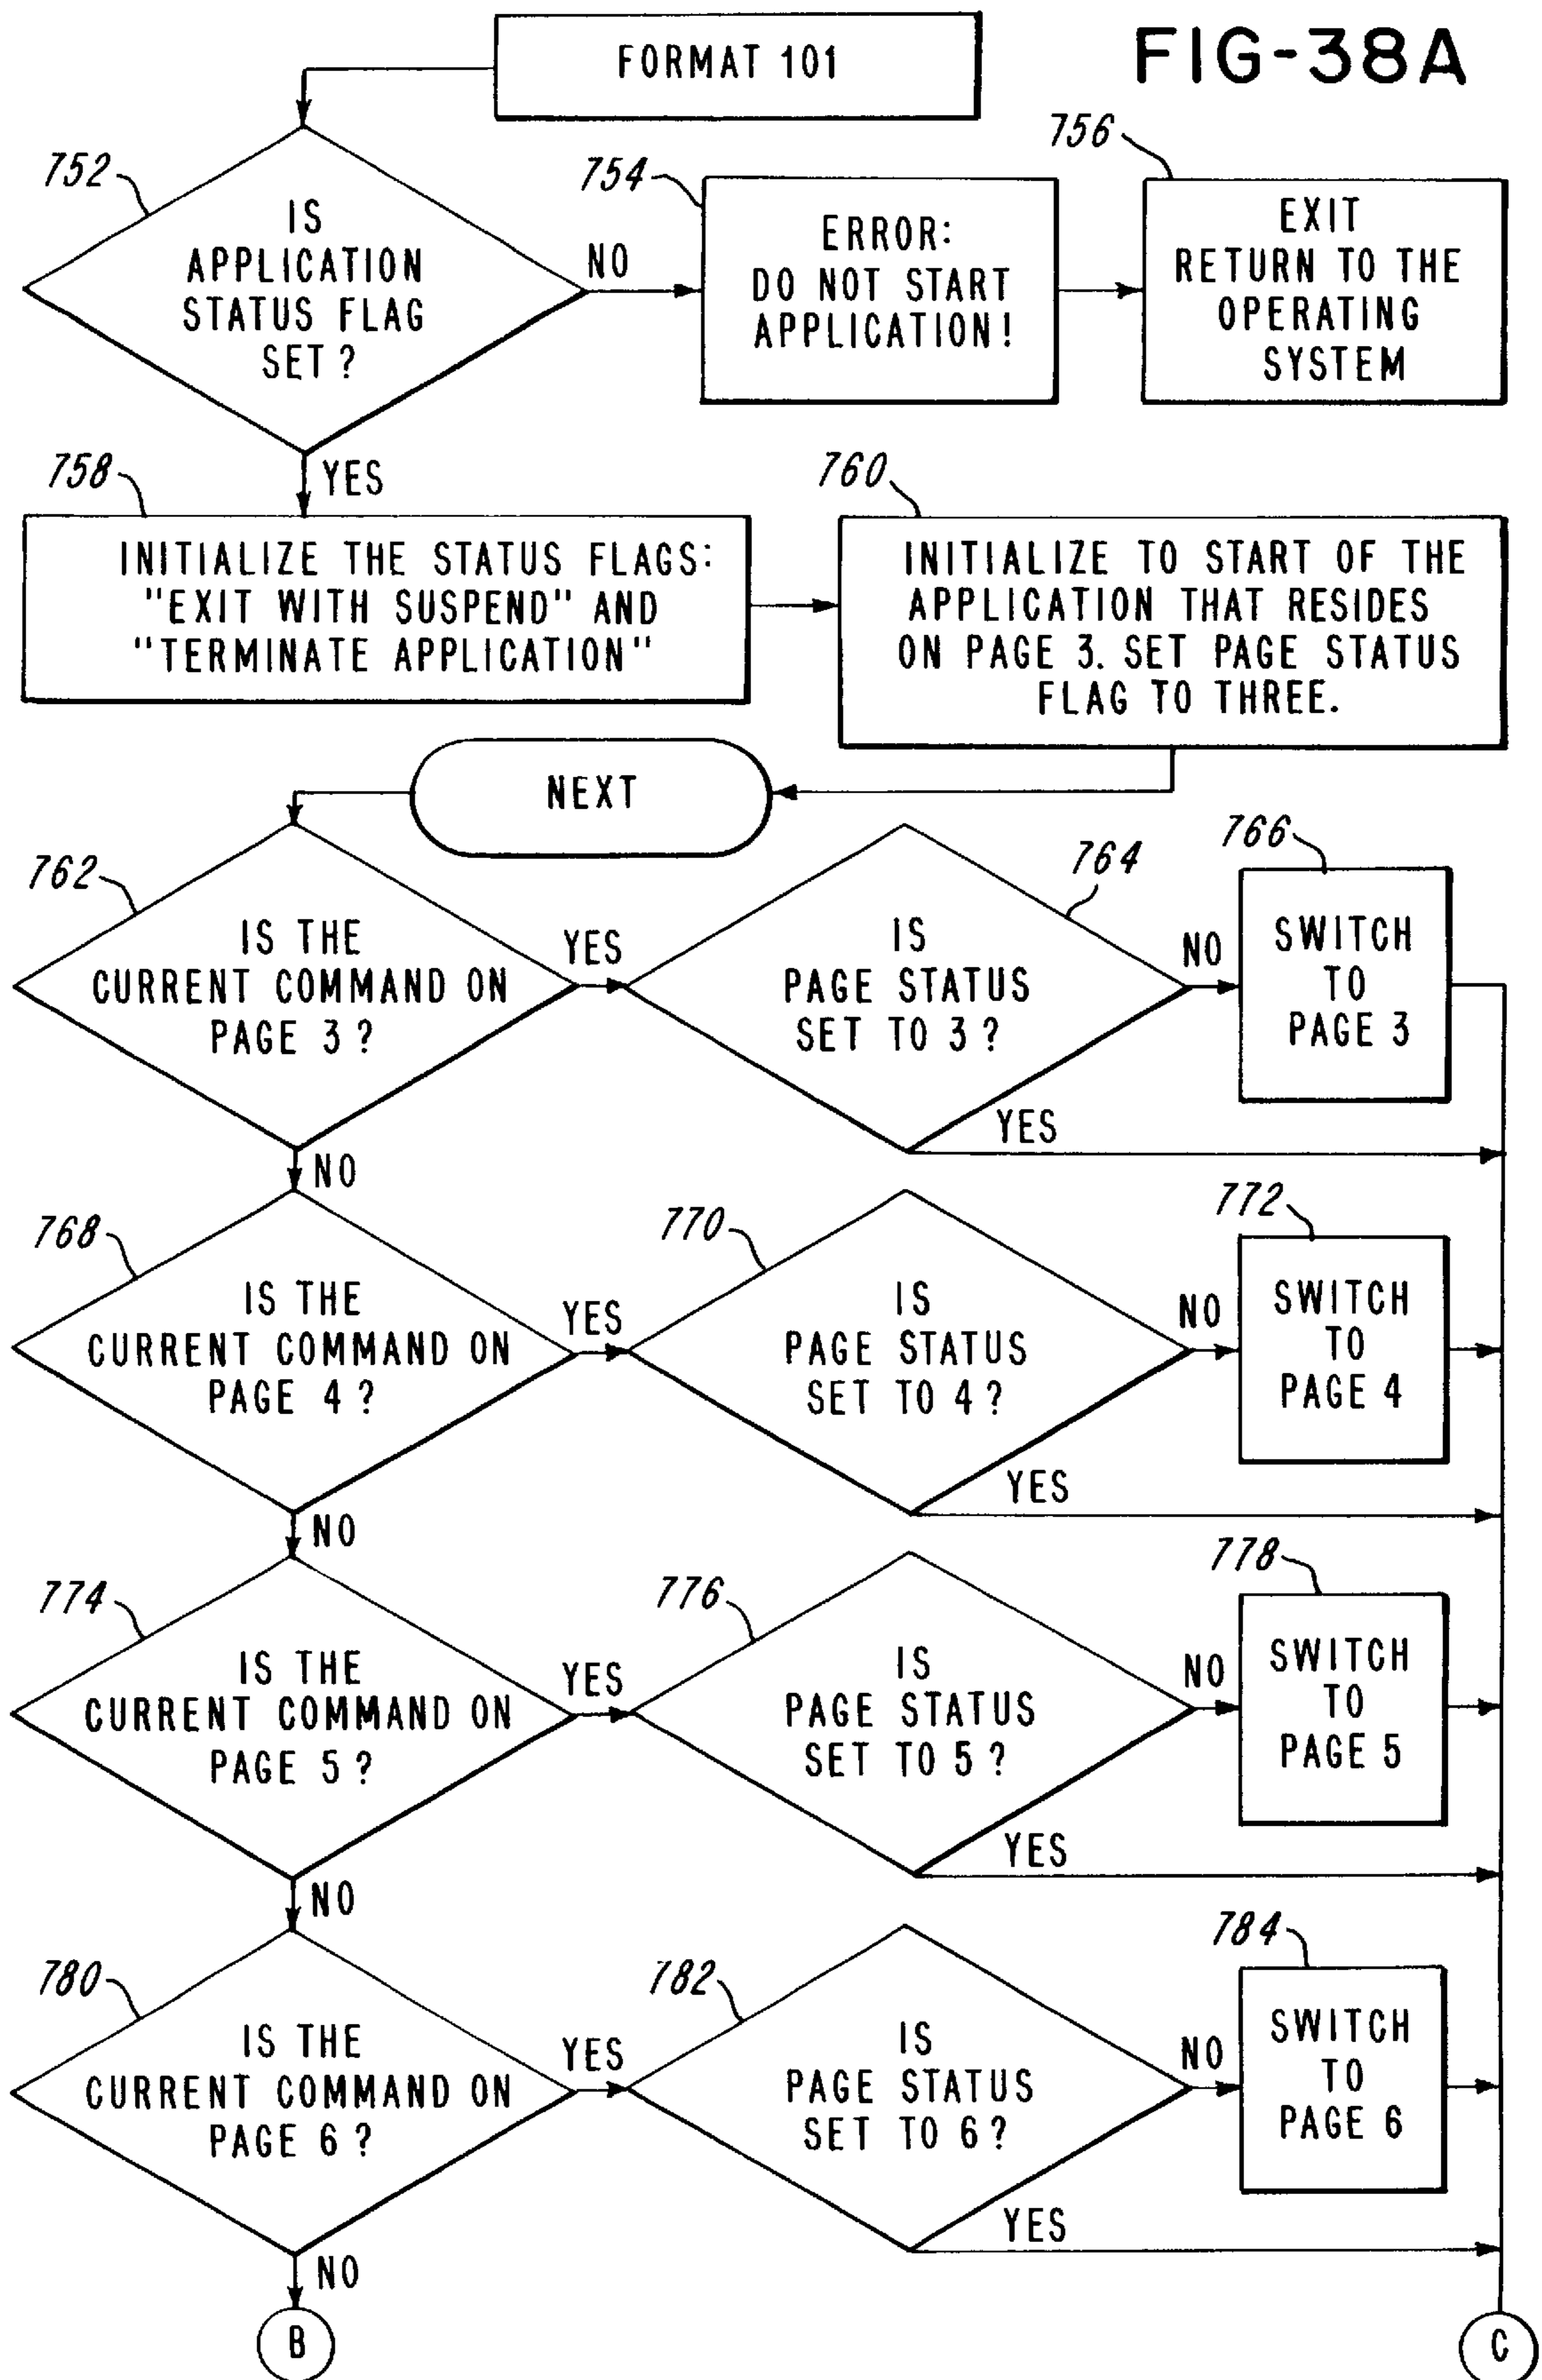 FORMAT 101
FIG-38A
752
IS
APPLICATION
STATUS FLAG
SET ?
NO
754
ERROR:
DO NOT START
APPLICATION!
756
EXIT
RETURN TO THE
OPERATING
SYSTEM
YES
758
INITIALIZE THE STATUS FLAGS:
"EXIT WITH SUSPEND" AND
"TERMINATE APPLICATION"
760
INITIALIZE TO START OF THE
APPLICATION THAT RESIDES
ON PAGE 3. SET PAGE STATUS
FLAG TO THREE.
NEXT
762
IS THE
CURRENT COMMAND ON
PAGE 3 ?
YES
764
IS
PAGE STATUS
SET TO 3 ?
NO
766
SWITCH
TO
PAGE 3
YES
NO
768
IS THE
CURRENT COMMAND ON
PAGE 4 ?
YES
770
IS
PAGE STATUS
SET TO 4 ?
NO
772
SWITCH
TO
PAGE 4
YES
NO
774
IS THE
CURRENT COMMAND ON
PAGE 5 ?
YES
776
IS
PAGE STATUS
SET TO 5 ?
NO
778
SWITCH
TO
PAGE 5
YES
NO
780
IS THE
CURRENT COMMAND ON
PAGE 6 ?
YES
782
IS
PAGE STATUS
SET TO 6 ?
NO
784
SWITCH
TO
PAGE 6
YES
NO
B
C